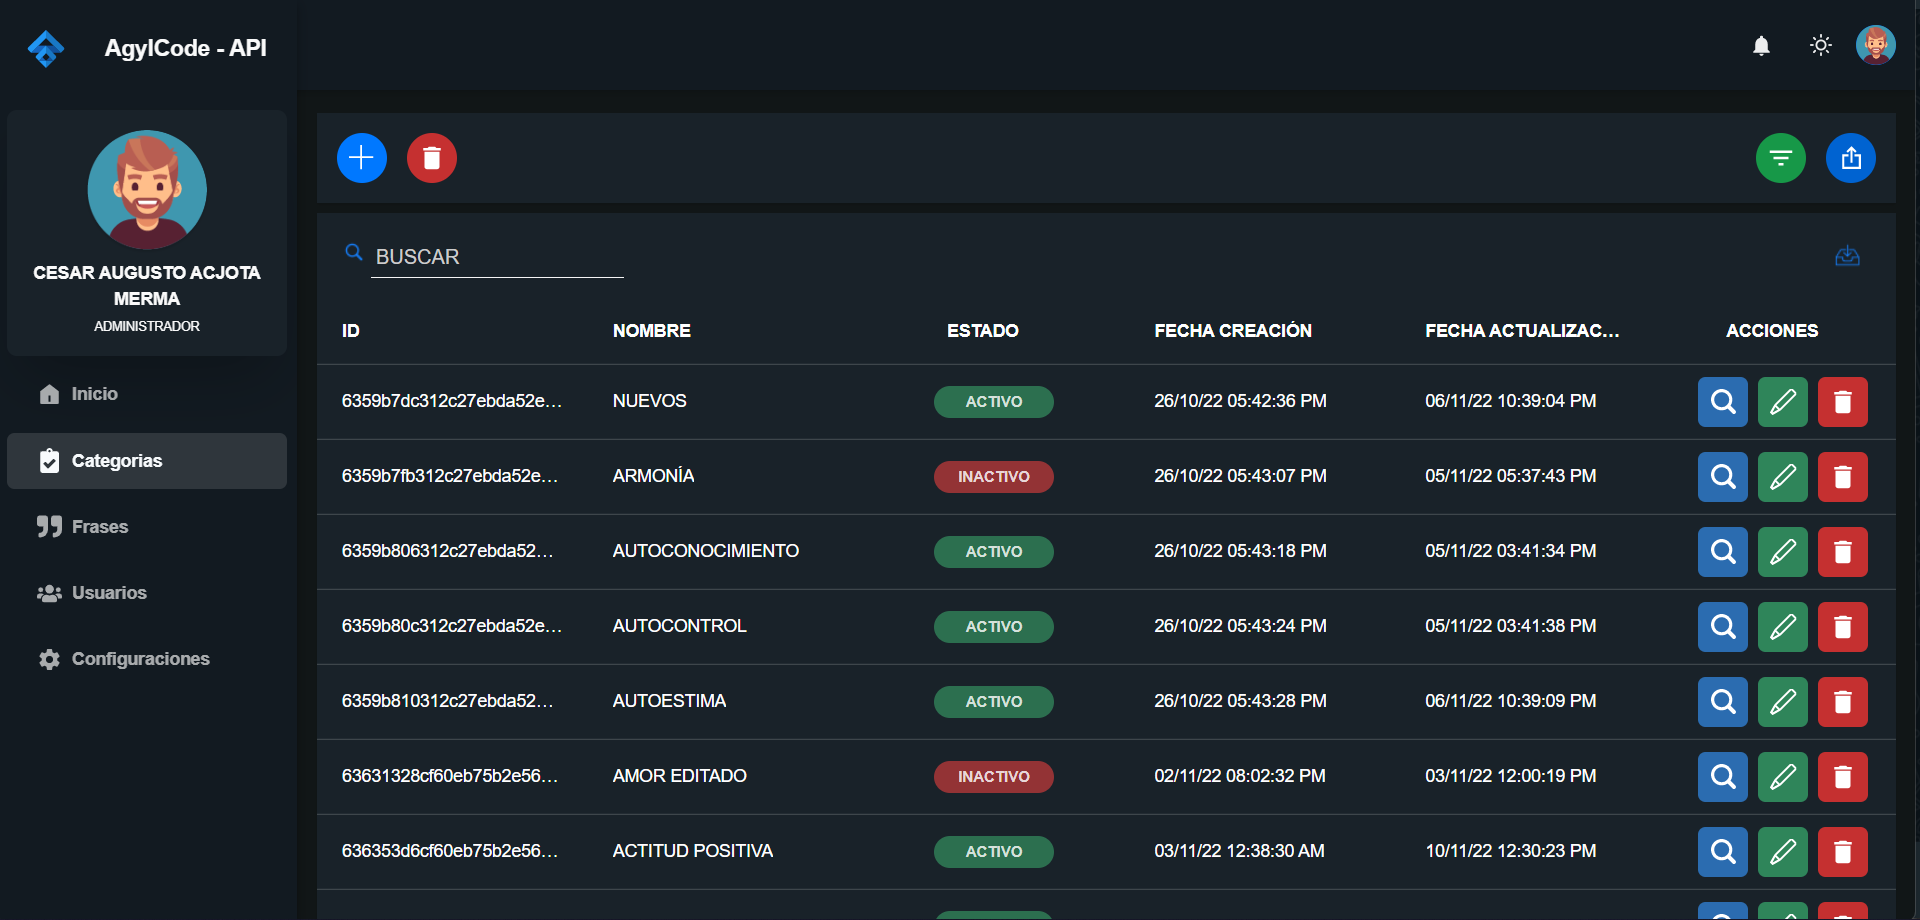 AgylCode - API
CESAR AUGUSTO ACJOTA
MERMA
ADMINISTRADOR
Inicio
Categorias
Frases
Usuarios
Configuraciones
BUSCAR
ID NOMBRE ESTADO FECHA CREACIÓN FECHA ACTUALIZAC... ACCIONES
6359b7dc312c27ebda52e... NUEVOS ACTIVO 26/10/22 05:42:36 PM 06/11/22 10:39:04 PM
6359b7fb312c27ebda52e... ARMONÍA INACTIVO 26/10/22 05:43:07 PM 05/11/22 05:37:43 PM
6359b806312c27ebda52... AUTOCONOCIMIENTO ACTIVO 26/10/22 05:43:18 PM 05/11/22 03:41:34 PM
6359b80c312c27ebda52e... AUTOCONTROL ACTIVO 26/10/22 05:43:24 PM 05/11/22 03:41:38 PM
6359b810312c27ebda52... AUTOESTIMA ACTIVO 26/10/22 05:43:28 PM 06/11/22 10:39:09 PM
63631328cf60eb75b2e56... AMOR EDITADO INACTIVO 02/11/22 08:02:32 PM 03/11/22 12:00:19 PM
636353d6cf60eb75b2e56... ACTITUD POSITIVA ACTIVO 03/11/22 12:38:30 AM 10/11/22 12:30:23 PM